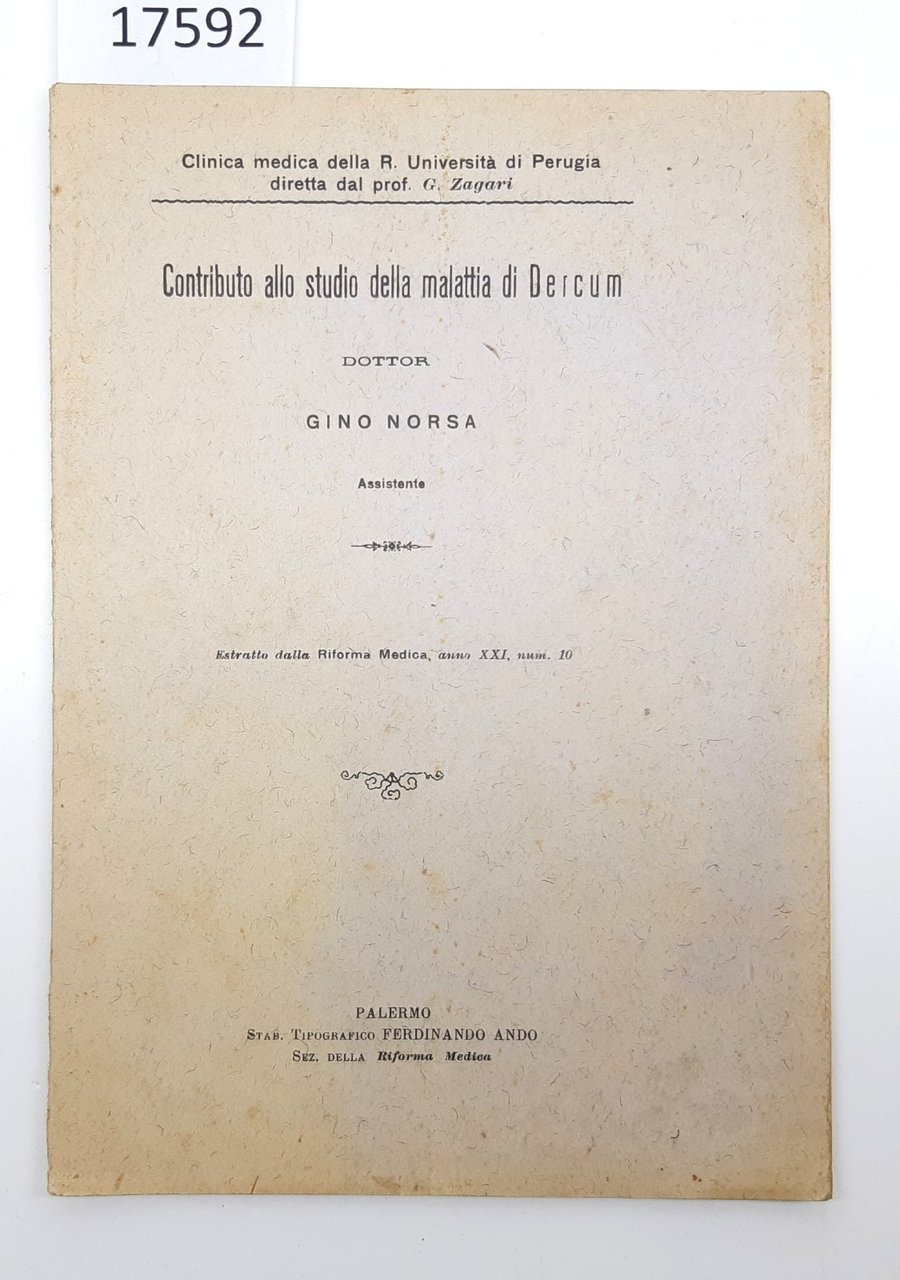 17592
Clinica medica della R. Università di Perugia
diretta dal prof. G. Zagari
Contributo allo studio della malattia di Dercum
DOTTOR
GINO NORSA
Assistente
Estratto dalla Riforma Medica, anno XXI, num. 10
PALERMO
STAB. TIPOGRAFICO FERDINANDO ANDO
SEZ. DELLA Riforma Medica